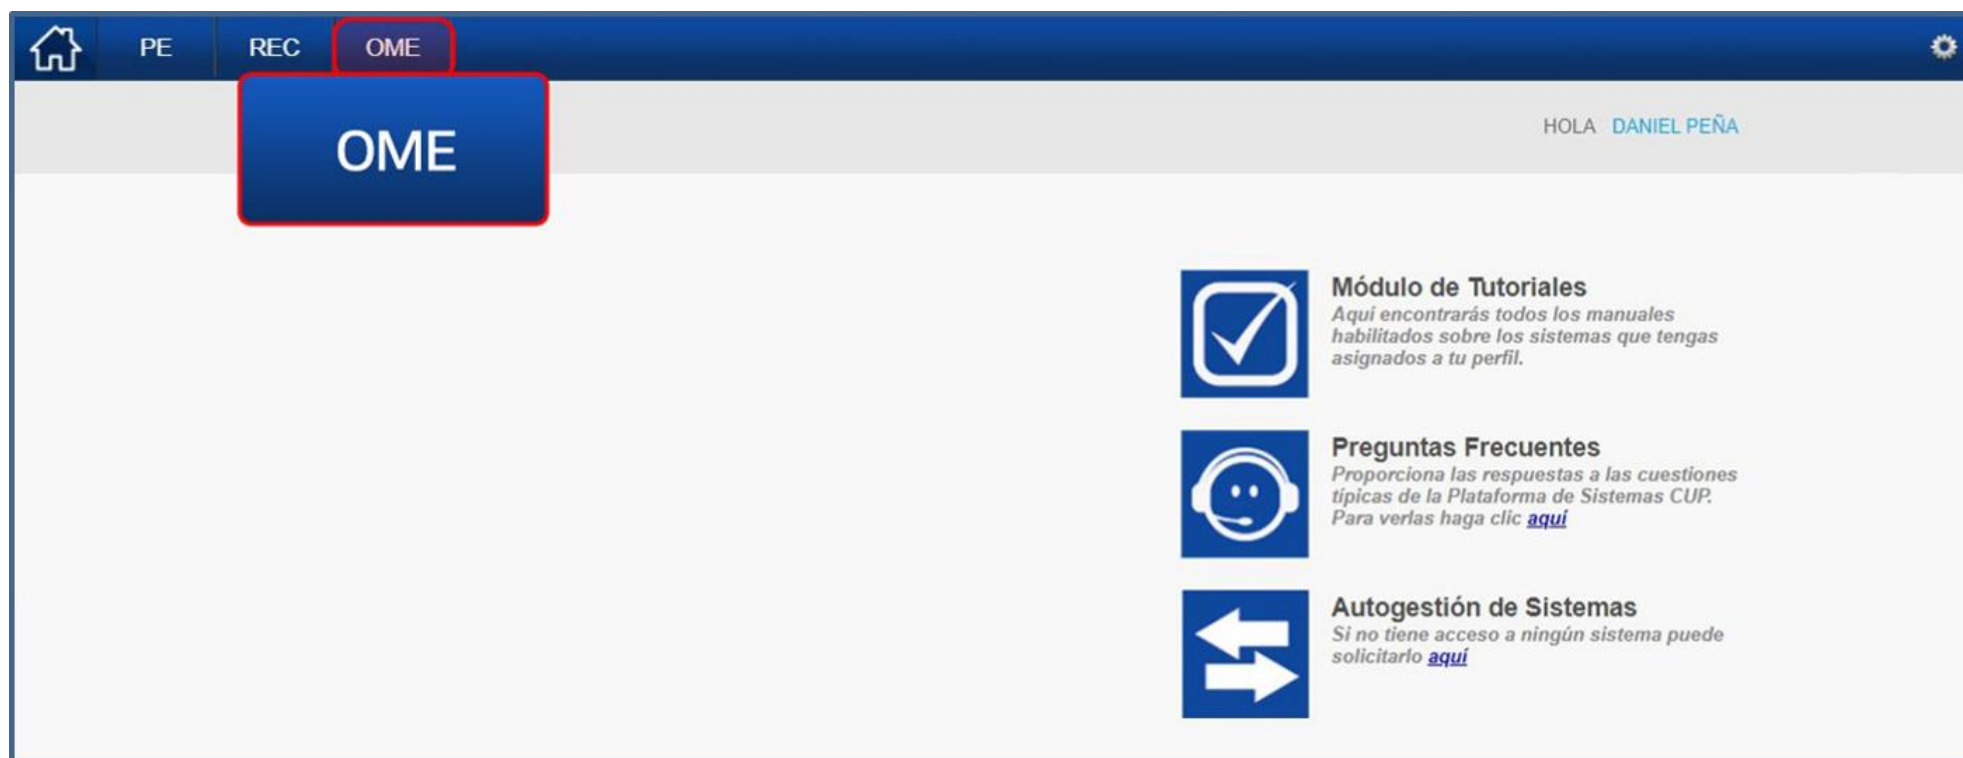 PE REC OME
OME
HOLA DANIEL PEÑA
Módulo de Tutoriales
Aquí encontrarás todos los manuales
habilitados sobre los sistemas que tengas
asignados a tu perfil.
Preguntas Frecuentes
Proporciona las respuestas a las cuestiones
típicas de la Plataforma de Sistemas CUP.
Para verlas haga clic aquí
Autogestión de Sistemas
Si no tiene acceso a ningún sistema puede
solicitarlo aquí